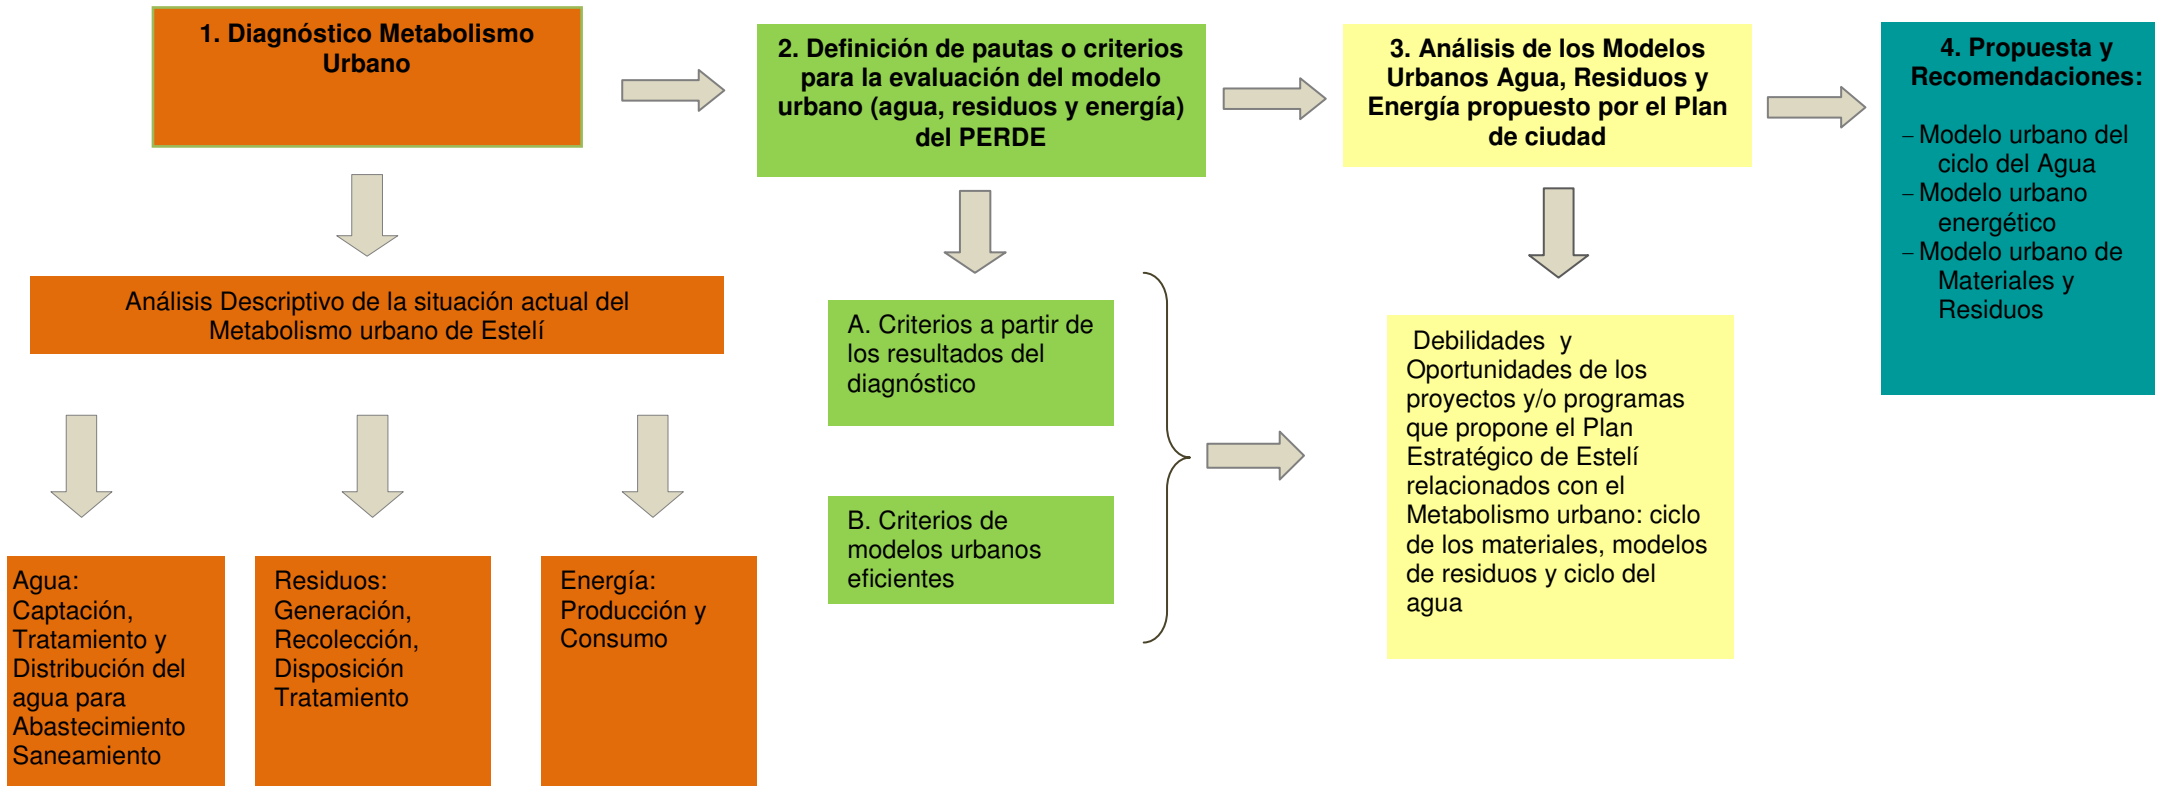 1. Diagnóstico Metabolismo
Urbano
2. Definición de pautas o criterios
para la evaluación del modelo
urbano (agua, residuos y energía)
del PERDE
3. Análisis de los Modelos
Urbanos Agua, Residuos y
Energía propuesto por el Plan
de ciudad
4. Propuesta y
Recomendaciones:
– Modelo urbano del
ciclo del Agua
– Modelo urbano
energético
– Modelo urbano de
Materiales y
Residuos
Análisis Descriptivo de la situación actual del
Metabolismo urbano de Estelí
A. Criterios a partir de
los resultados del
diagnóstico
B. Criterios de
modelos urbanos
eficientes
Debilidades y
Oportunidades de los
proyectos y/o programas
que propone el Plan
Estratégico de Estelí
relacionados con el
Metabolismo urbano: ciclo
de los materiales, modelos
de residuos y ciclo del
agua
Agua:
Captación,
Tratamiento y
Distribución del
agua para
Abastecimiento
Saneamiento
Residuos:
Generación,
Recolección,
Disposición
Tratamiento
Energía:
Producción y
Consumo